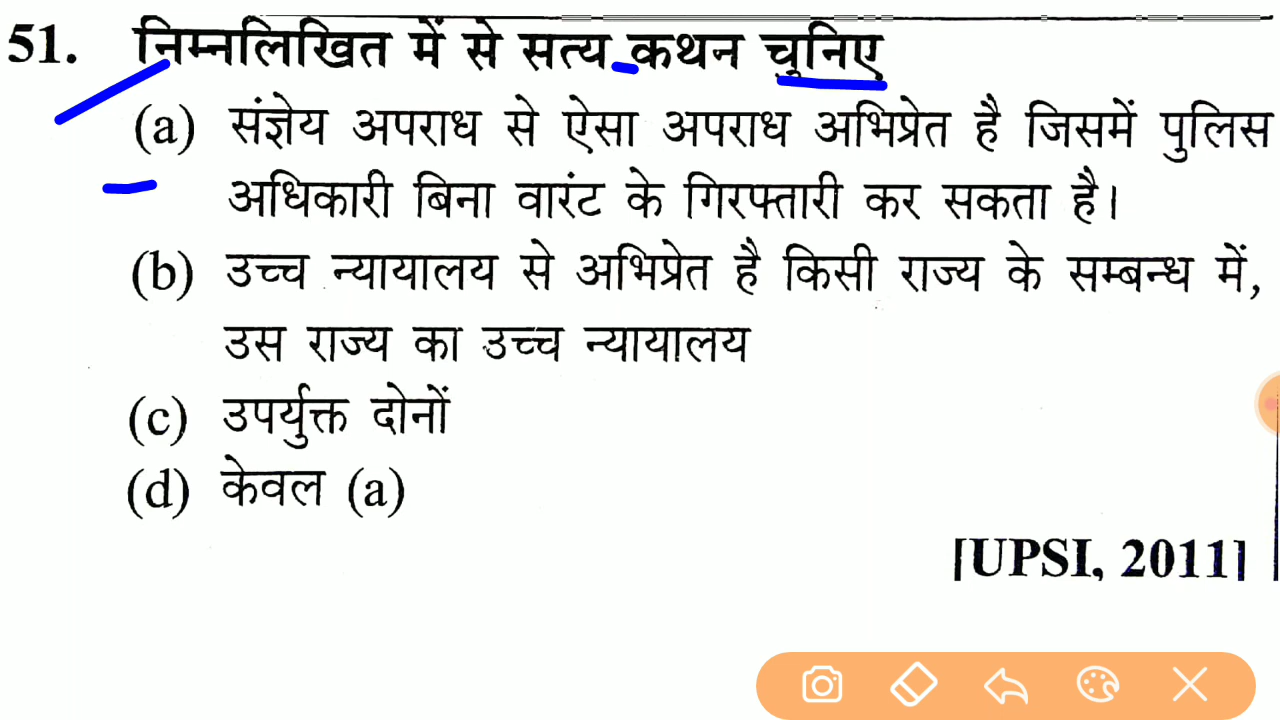 51. निम्नलिखित में से सत्य कथन चुनिए
(a) संज्ञेय अपराध से ऐसा अपराध अभिप्रेत है जिसमें पुलिस
अधिकारी बिना वारंट के गिरफ्तारी कर सकता है।
(b) उच्च न्यायालय से अभिप्रेत है किसी राज्य के सम्बन्ध में,
उस राज्य का उच्च न्यायालय
(c) उपर्युक्त दोनों
(d) केवल (a)
[UPSI, 2011]